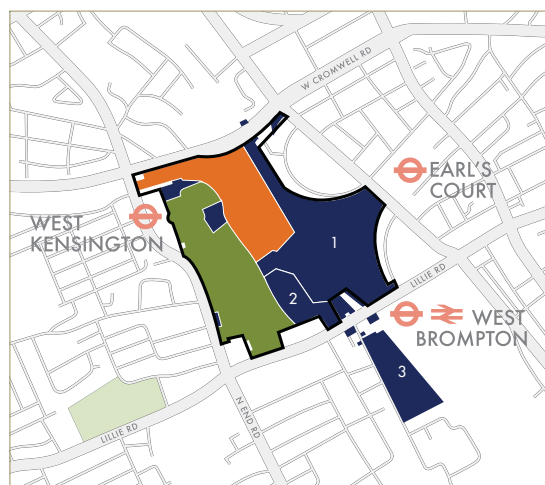 W CROMWELL RD
EARL'S
COURT
WEST
KENSINGTON
1
LILLIE RD
2
WEST
BROMPTON
3
N END RD
LILLIE RD